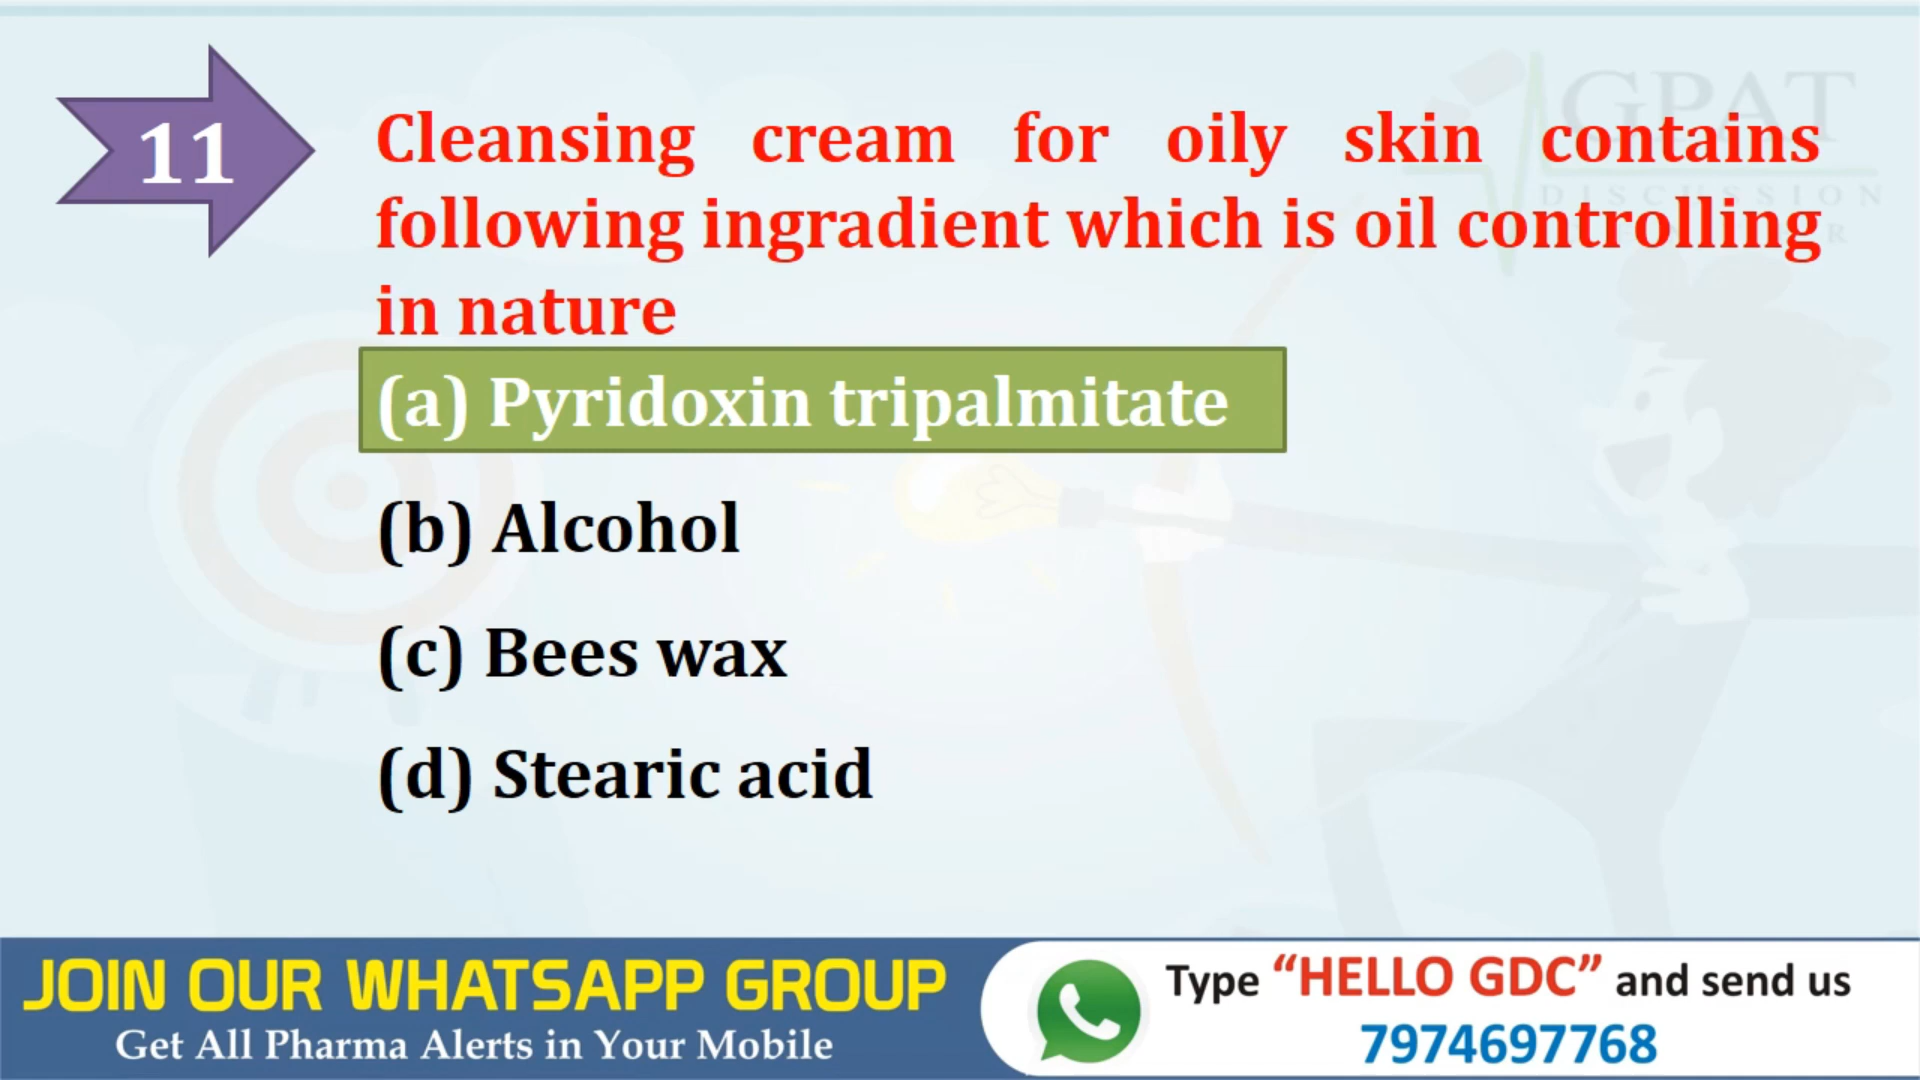 11
GPAT
DISCUSSION
Cleansing cream for oily skin contains
following ingradient which is oil controlling
in nature
(a) Pyridoxin tripalmitate
(b) Alcohol
(c) Bees wax
(d) Stearic acid
JOIN OUR WHATSAPP GROUP
Get All Pharma Alerts in Your Mobile
Type “HELLO GDC” and send us
7974697768